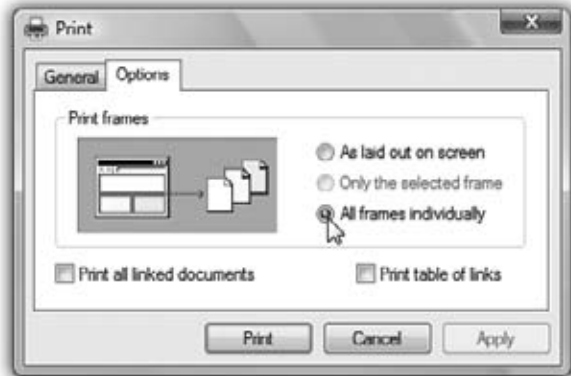 Print
General Options
Print frames
As laid out on screen
Only the selected frame
All frames individually
Print all linked documents Print table of links
Print Cancel Apply